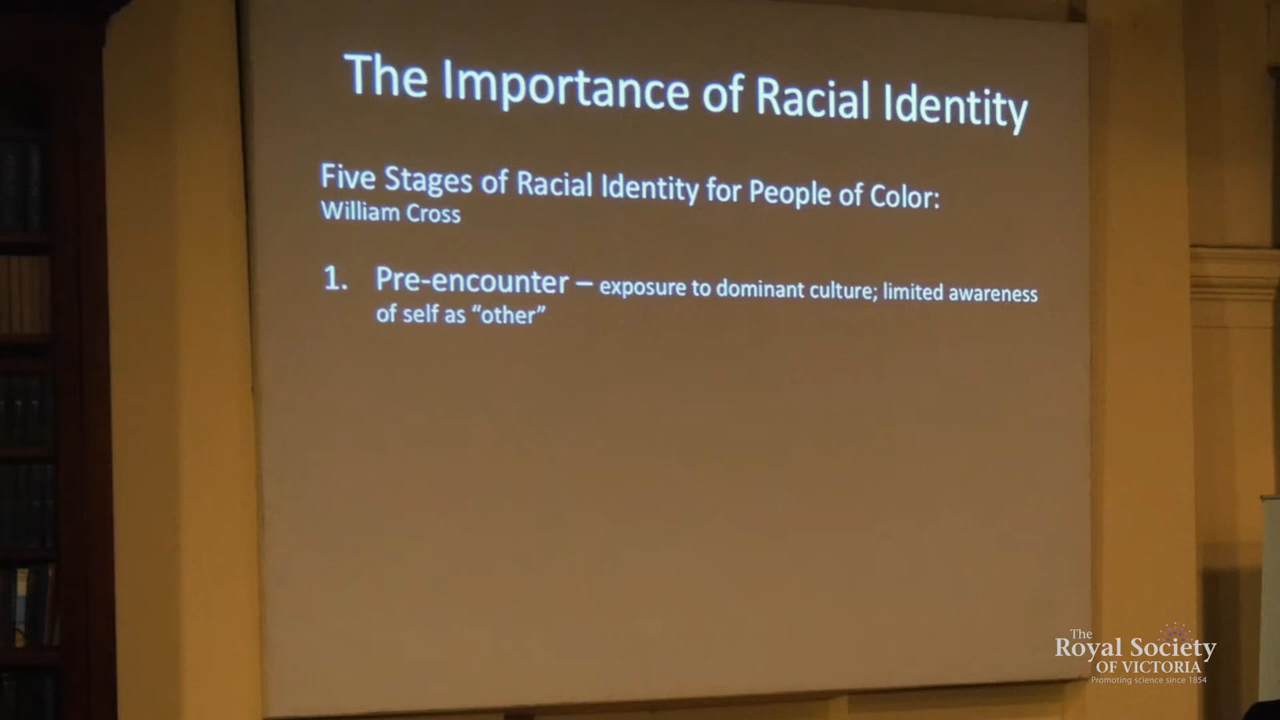 The Importance of Racial Identity
Five Stages of Racial Identity for People of Color:
William Cross
1. Pre-encounter – exposure to dominant culture; limited awareness
of self as “other”
The
Royal Society
OF VICTORIA
Promoting science since 1854